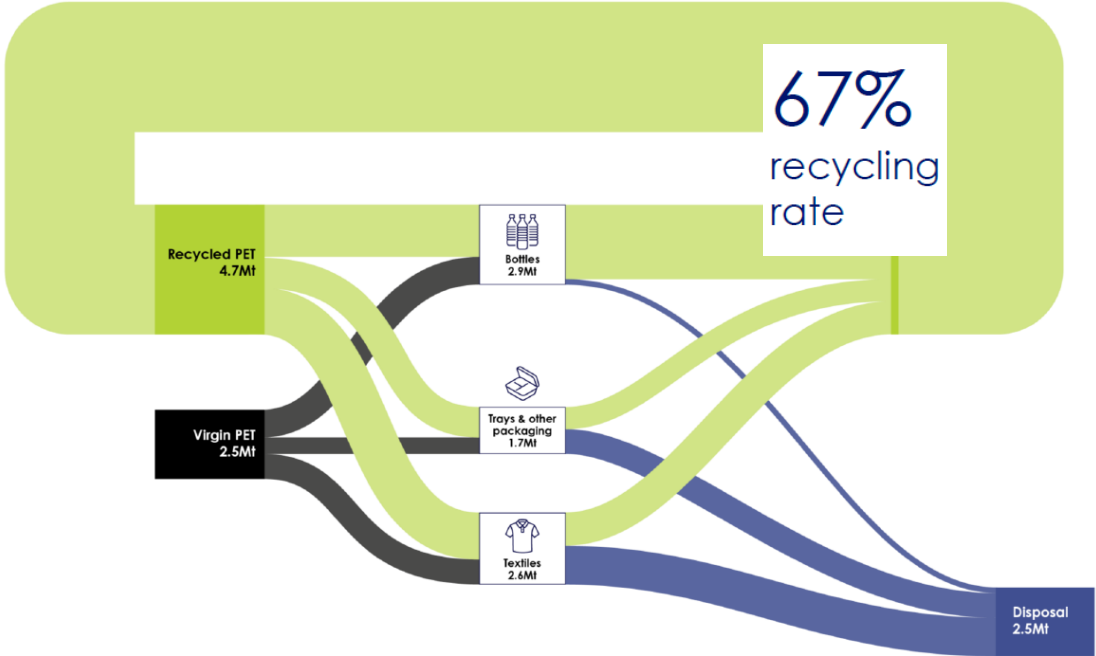 67%
recycling
rate
Recycled PET
4.7Mt
Bottles
2.9Mt
Virgin PET
2.5Mt
Trays & other
packaging
1.7Mt
Textiles
2.6Mt
Disposal
2.5Mt